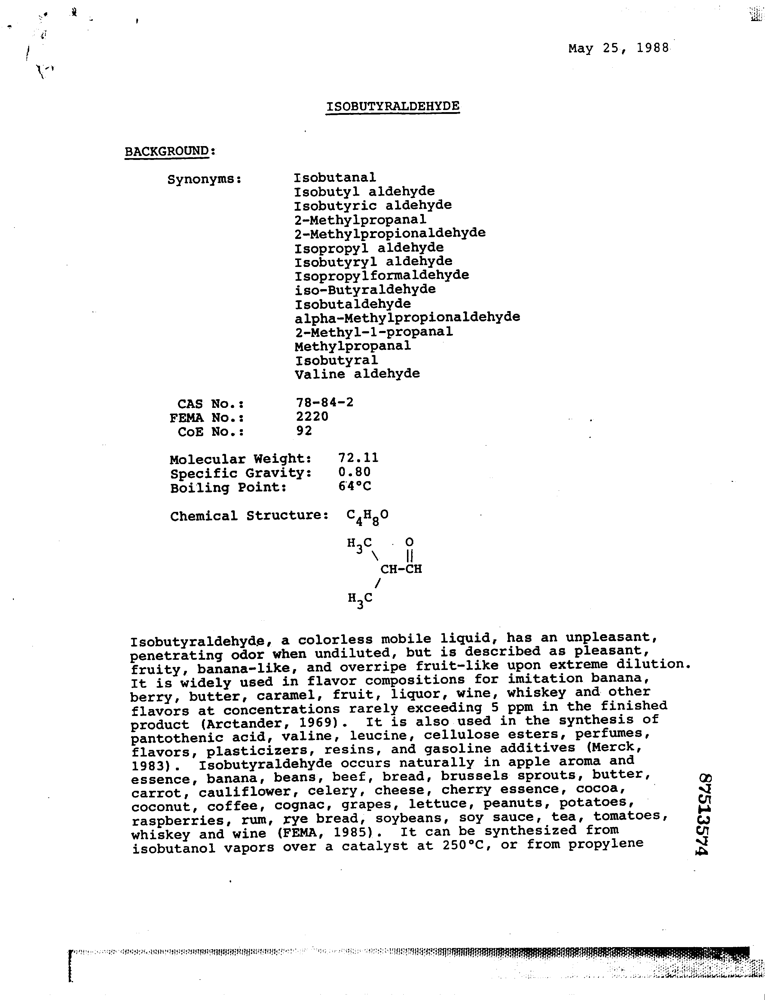 May 25, 1988
ISOBUTYRALDEHYDE
BACKGROUND:
Synonyms: Isobutanal
Isobutyl aldehyde
Isobutyric aldehyde
2-Methylpropanal
2-Methylpropionaldehyde
Isopropyl aldehyde
Isobutyryl aldehyde
Isopropylformaldehyde
iso-Butyraldehyde
Isobutaldehyde
alpha-Methylpropionaldehyde
2-Methyl-1-propanal
Methylpropanal
Isobutyral
Valine aldehyde
CAS No.: 78-84-2
FEMA No.: 2220
CoE No.: 92
Molecular Weight: 72.11
Specific Gravity: 0.80
Boiling Point: 64°C
Chemical Structure: C4H8O
H3C O
\ ||
CH-CH
/
H3C
Isobutyraldehyde, a colorless mobile liquid, has an unpleasant,
penetrating odor when undiluted, but is described as pleasant,
fruity, banana-like, and overripe fruit-like upon extreme dilution.
It is widely used in flavor compositions for imitation banana,
berry, butter, caramel, fruit, liquor, wine, whiskey and other
flavors at concentrations rarely exceeding 5 ppm in the finished
product (Arctander, 1969). It is also used in the synthesis of
pantothenic acid, valine, leucine, cellulose esters, perfumes,
flavors, plasticizers, resins, and gasoline additives (Merck,
1983). Isobutyraldehyde occurs naturally in apple aroma and
essence, banana, beans, beef, bread, brussels sprouts, butter,
carrot, cauliflower, celery, cheese, cherry essence, cocoa,
coconut, coffee, cognac, grapes, lettuce, peanuts, potatoes,
raspberries, rum, rye bread, soybeans, soy sauce, tea, tomatoes,
whiskey and wine (FEMA, 1985). It can be synthesized from
isobutanol vapors over a catalyst at 250°C, or from propylene
87513574